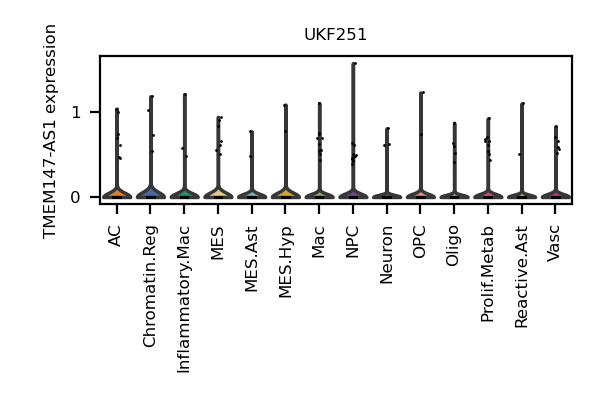 UKF251
TMEM147-AS1 expression
1
0
AC
Chromatin.Reg
Inflammatory.Mac
MES
MES.Ast
MES.Hyp
Mac
NPC
Neuron
OPC
Oligo
Prolif.Metab
Reactive.Ast
Vasc